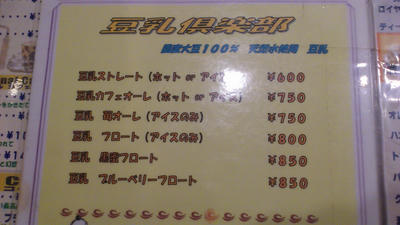 豆乳倶楽部
国産大豆100% 天然水使用 豆乳
豆乳ストレート (ホット or アイス) ¥600
豆乳カフェオーレ (ホット or アイス) ¥750
豆乳 苺オーレ (アイスのみ) ¥750
豆乳 フロート (アイスのみ) ¥800
豆乳 黒蜜フロート ¥850
豆乳 ブルーベリーフロート ¥850